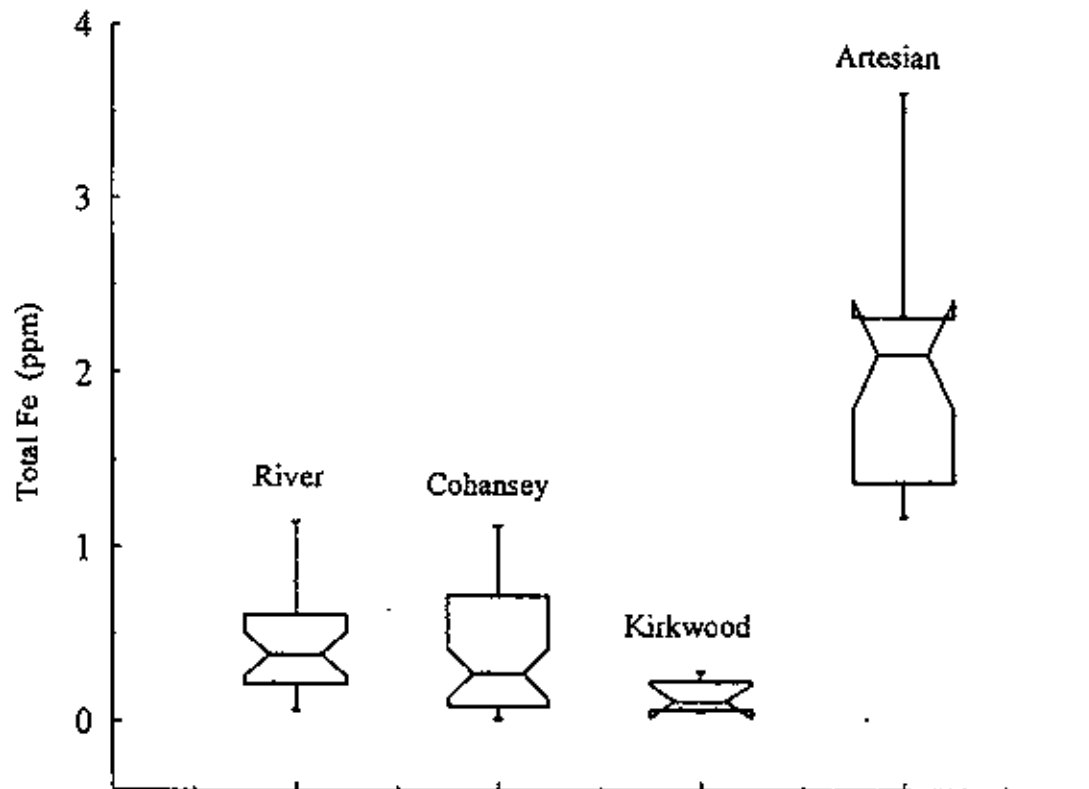 4
Artesian
3
Total Fe (ppm)
2
River
Cohansey
1
Kirkwood
0